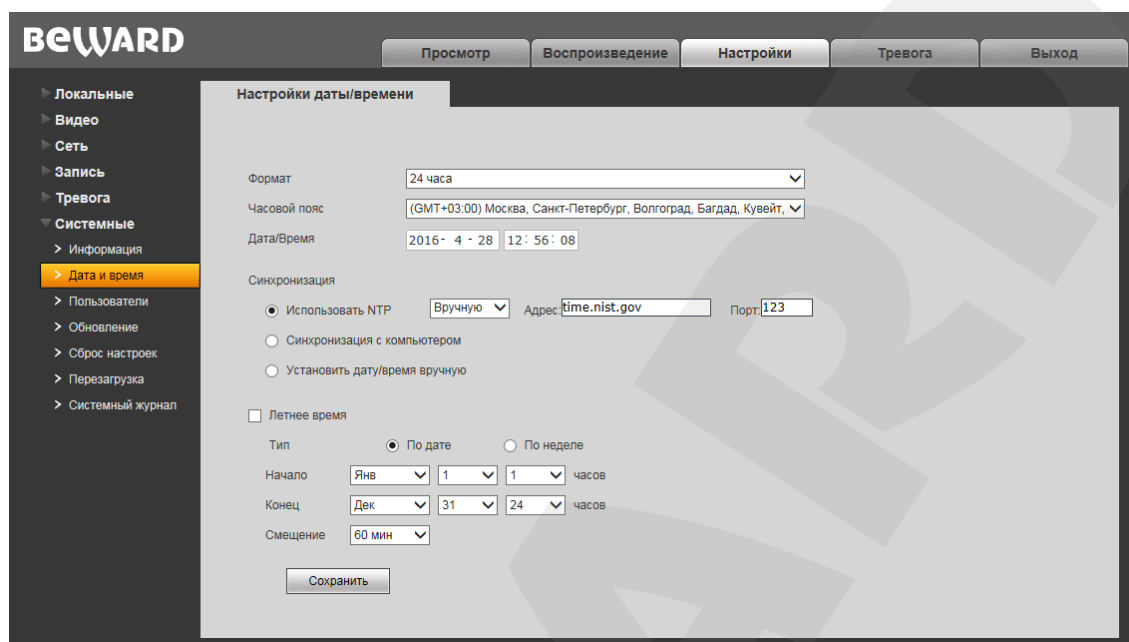 BEWARD
Просмотр Воспроизведение Настройки Тревога Выход
Локальные
Видео
Сеть
Запись
Тревога
Системные
Информация
Дата и время
Пользователи
Обновление
Сброс настроек
Перезагрузка
Системный журнал
Настройки даты/времени
Формат 24 часа
Часовой пояс (GMT+03:00) Москва, Санкт-Петербург, Волгоград, Багдад, Кувейт,
Дата/Время 2016- 4 - 28 12: 56: 08
Синхронизация
Использовать NTP Вручную Адрес: time.nist.gov Порт: 123
Синхронизация с компьютером
Установить дату/время вручную
Летнее время
Тип По дате По неделе
Начало Янв 1 1 часов
Конец Дек 31 24 часов
Смещение 60 мин
Сохранить